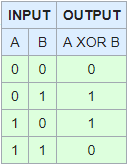 INPUT OUTPUT
A B A XOR B
0 0 0
0 1 1
1 0 1
1 1 0